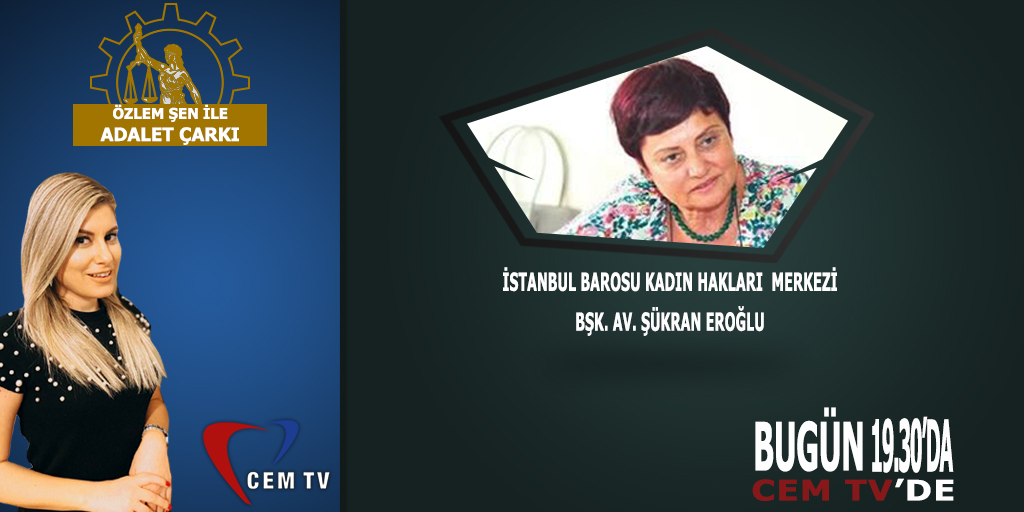 ÖZLEM ŞEN İLE
ADALET ÇARKI
CEM TV
İSTANBUL BAROSU KADIN HAKLARI MERKEZİ
BŞK. AV. ŞÜKRAN EROĞLU
BUGÜN 19.30'DA
CEM TV'DE